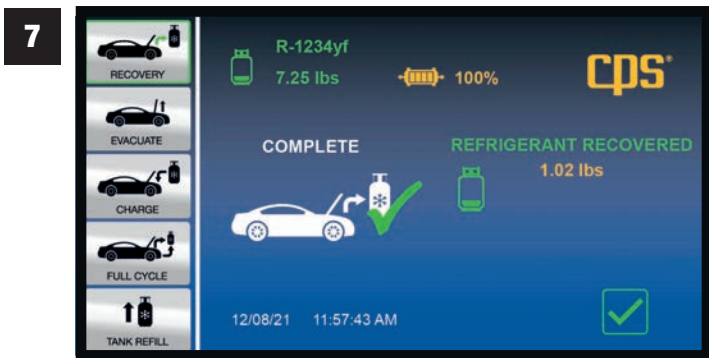 7
RECOVERY
EVACUATE
CHARGE
FULL CYCLE
TANK REFILL
R-1234yf
7.25 lbs
100%
CPS®
COMPLETE
REFRIGERANT RECOVERED
1.02 lbs
12/08/21 11:57:43 AM